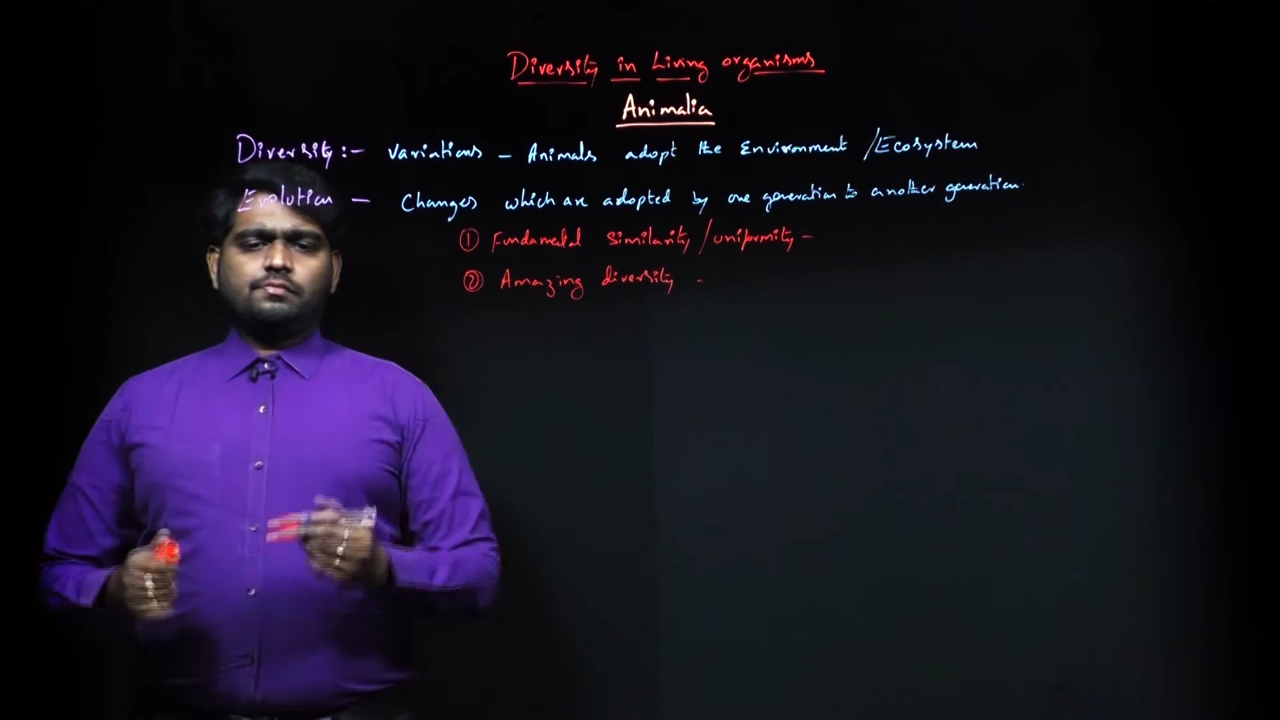 Diversity in Living organisms
Animalia
Diversity:- Variations - Animals adopt the Environment /Ecosystem
Evolution - Changes which are adopted by one generation to another generation.
① Fundamental similarity /uniformity -
② Amazing diversity -